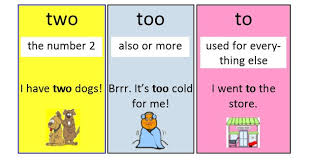 two
the number 2
I have two dogs!
too
also or more
Brrr. It's too cold
for me!
to
used for every-
thing else
I went to the
store.